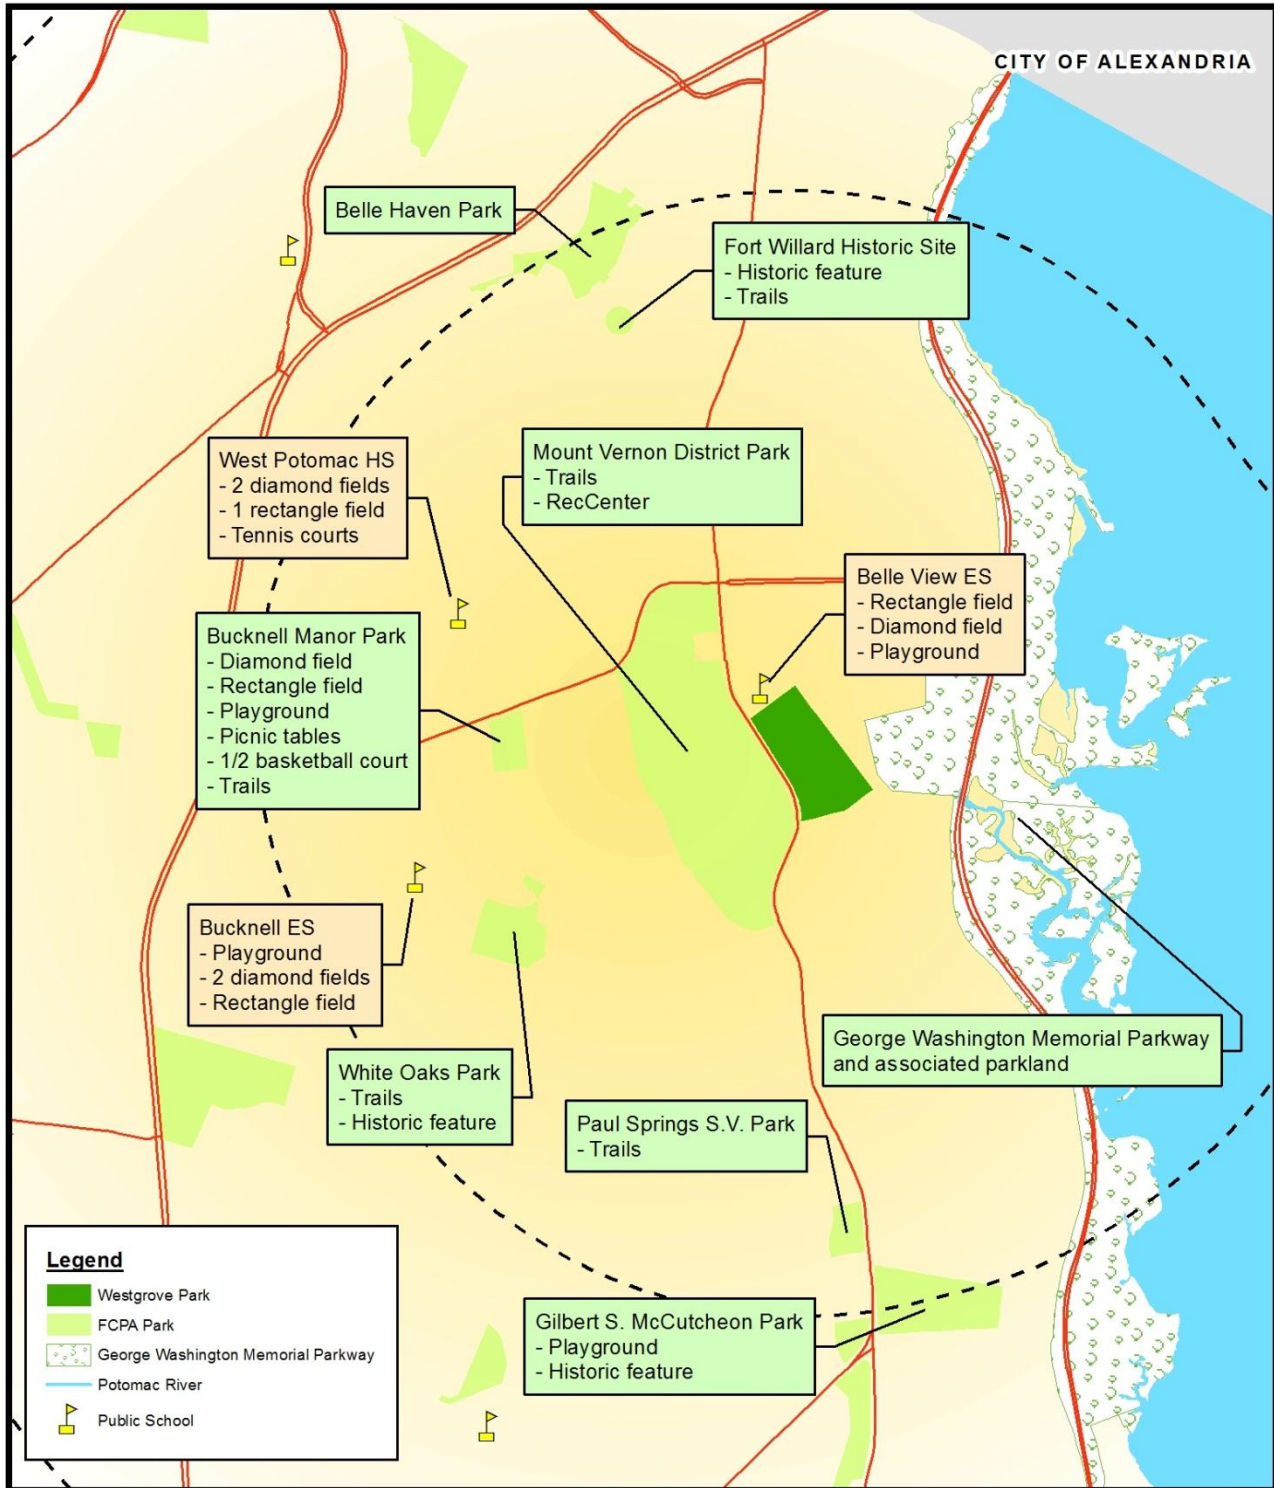 CITY OF ALEXANDRIA
Belle Haven Park
Fort Willard Historic Site
- Historic feature
- Trails
West Potomac HS
- 2 diamond fields
- 1 rectangle field
- Tennis courts
Mount Vernon District Park
- Trails
- RecCenter
Belle View ES
- Rectangle field
- Diamond field
- Playground
Bucknell Manor Park
- Diamond field
- Rectangle field
- Playground
- Picnic tables
- 1/2 basketball court
- Trails
Bucknell ES
- Playground
- 2 diamond fields
- Rectangle field
George Washington Memorial Parkway
and associated parkland
White Oaks Park
- Trails
- Historic feature
Paul Springs S.V. Park
- Trails
Gilbert S. McCutcheon Park
- Playground
- Historic feature
Legend
Westgrove Park
FCPA Park
George Washington Memorial Parkway
Potomac River
Public School